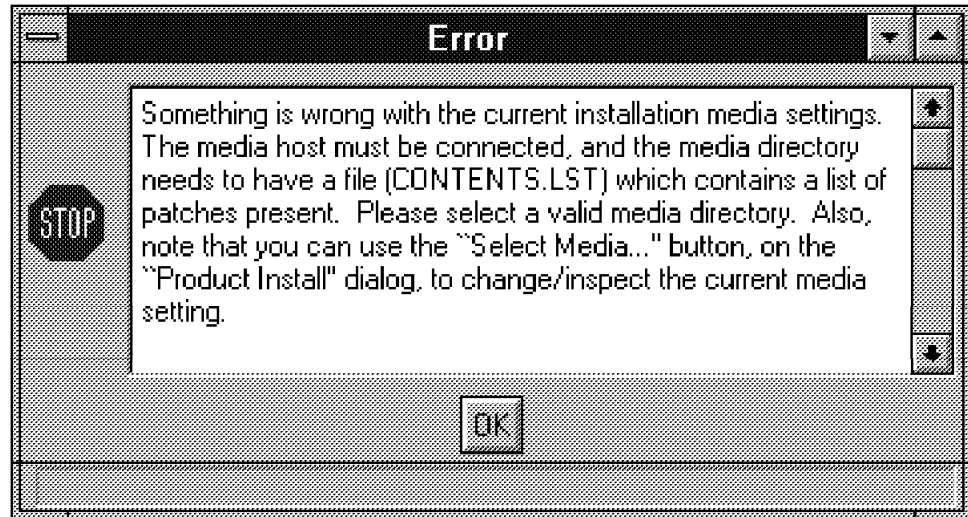 Error
Something is wrong with the current installation media settings.
The media host must be connected, and the media directory
needs to have a file (CONTENTS.LST) which contains a list of
patches present.  Please select a valid media directory.  Also,
note that you can use the ``Select Media..." button, on the
``Product Install" dialog, to change/inspect the current media
setting.
STOP
OK